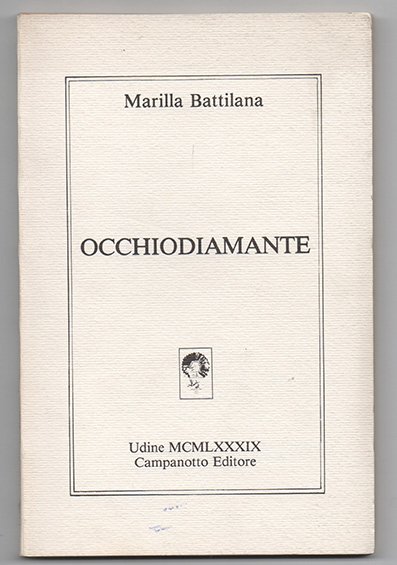 Marilla Battilana
OCCHIODIAMANTE
Udine MCMLXXXIX
Campanotto Editore